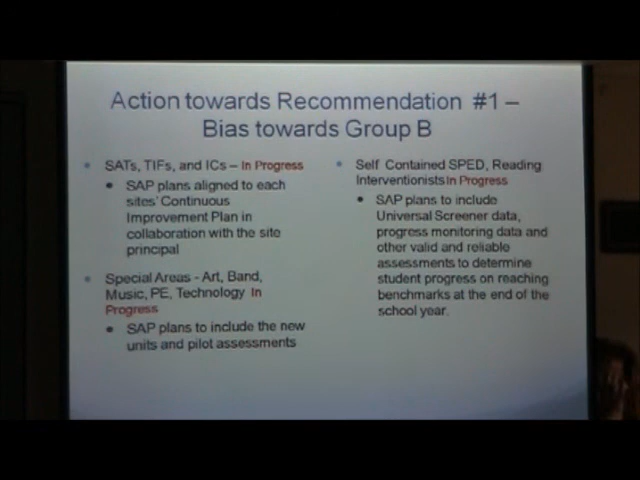 Action towards Recommendation #1 –
Bias towards Group B
SATs, TIFs, and ICs – In Progress
SAP plans aligned to each
sites' Continuous
Improvement Plan in
collaboration with the site
principal
Special Areas - Art, Band,
Music, PE, Technology In
Progress
SAP plans to include the new
units and pilot assessments
Self Contained SPED, Reading
Interventionists In Progress
SAP plans to include
Universal Screener data,
progress monitoring data and
other valid and reliable
assessments to determine
student progress on reaching
benchmarks at the end of the
school year.